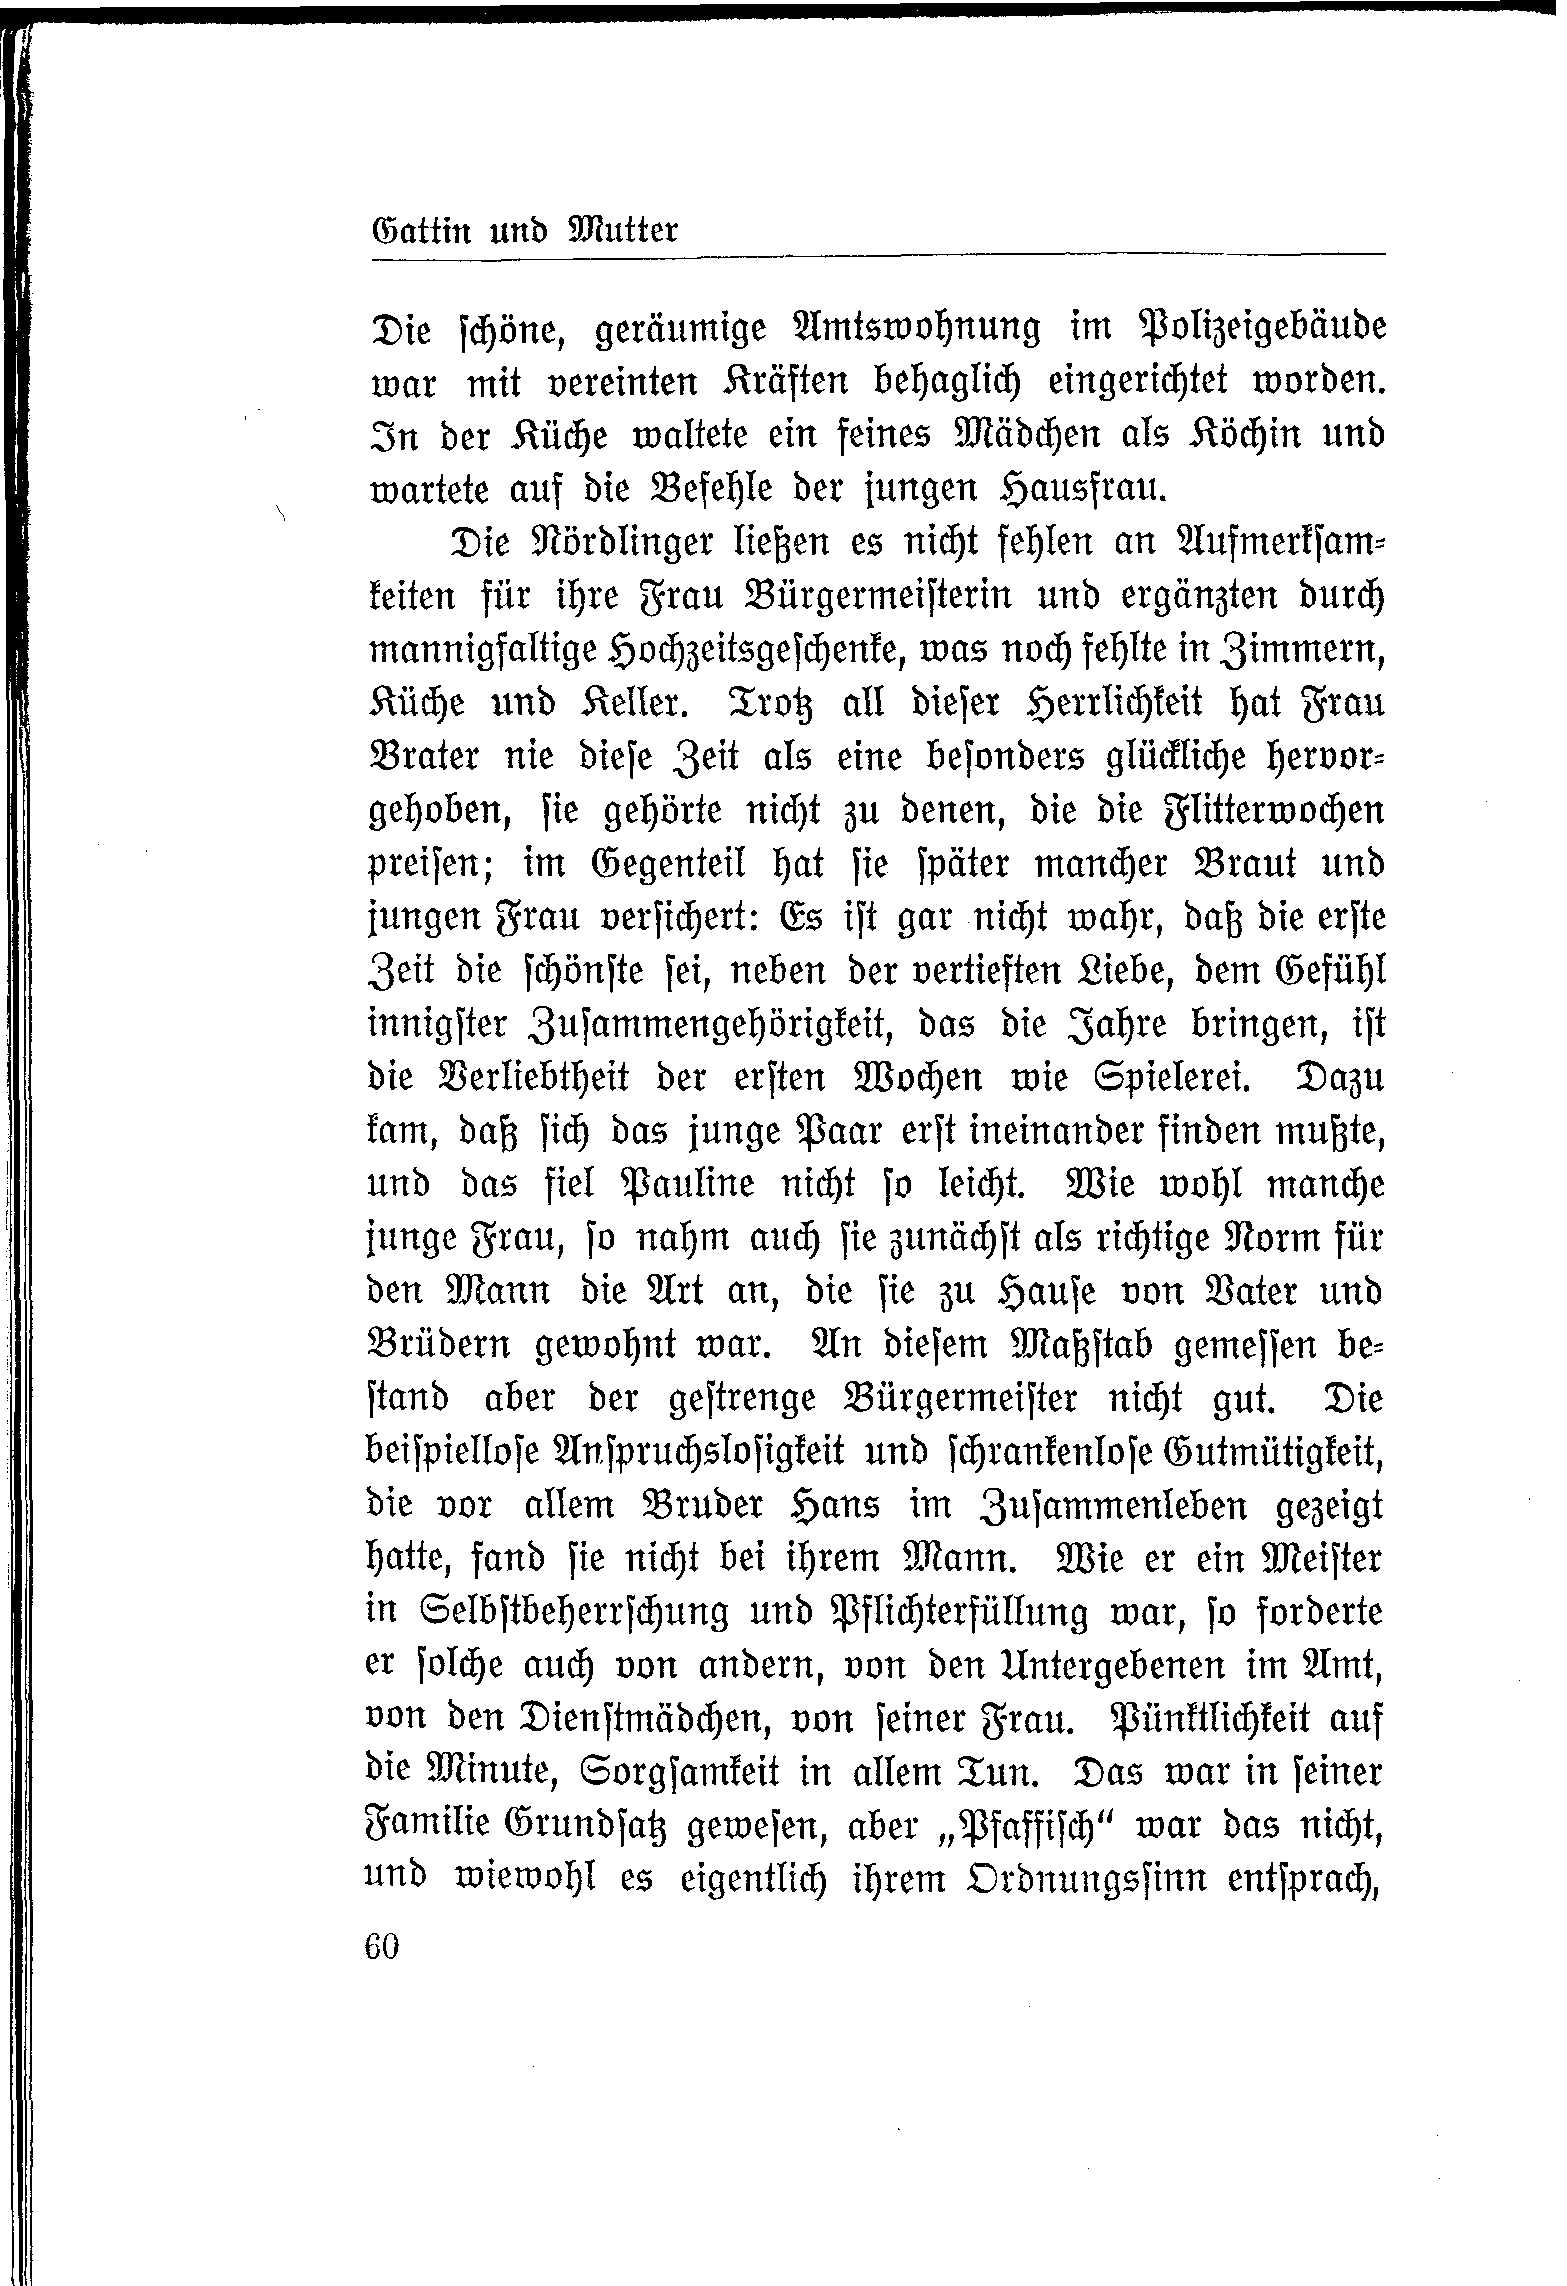 Gattin und Mutter
Die schöne, geräumige Amtswohnung im Polizeigebäude
war mit vereinten Kräften behaglich eingerichtet worden.
In der Küche waltete ein feines Mädchen als Köchin und
wartete auf die Befehle der jungen Hausfrau.
Die Nördlinger ließen es nicht fehlen an Aufmerksam-
keiten für ihre Frau Bürgermeisterin und ergänzten durch
mannigfaltige Hochzeitsgeschenke, was noch fehlte in Zimmern,
Küche und Keller. Trotz all dieser Herrlichkeit hat Frau
Brater nie diese Zeit als eine besonders glückliche hervor-
gehoben, sie gehörte nicht zu denen, die die Flitterwochen
preisen; im Gegenteil hat sie später mancher Braut und
jungen Frau versichert: Es ist gar nicht wahr, daß die erste
Zeit die schönste sei, neben der vertieften Liebe, dem Gefühl
innigster Zusammengehörigkeit, das die Jahre bringen, ist
die Verliebtheit der ersten Wochen wie Spielerei. Dazu
kam, daß sich das junge Paar erst ineinander finden mußte,
und das fiel Pauline nicht so leicht. Wie wohl manche
junge Frau, so nahm auch sie zunächst als richtige Norm für
den Mann die Art an, die sie zu Hause von Vater und
Brüdern gewohnt war. An diesem Maßstab gemessen be-
stand aber der gestrenge Bürgermeister nicht gut. Die
beispiellose Anspruchslosigkeit und schrankenlose Gutmütigkeit,
die vor allem Bruder Hans im Zusammenleben gezeigt
hatte, fand sie nicht bei ihrem Mann. Wie er ein Meister
in Selbstbeherrschung und Pflichterfüllung war, so forderte
er solche auch von andern, von den Untergebenen im Amt,
von den Dienstmädchen, von seiner Frau. Pünktlichkeit auf
die Minute, Sorgsamkeit in allem Tun. Das war in seiner
Familie Grundsatz gewesen, aber „Pfaffisch“ war das nicht,
und wiewohl es eigentlich ihrem Ordnungssinn entsprach,
60